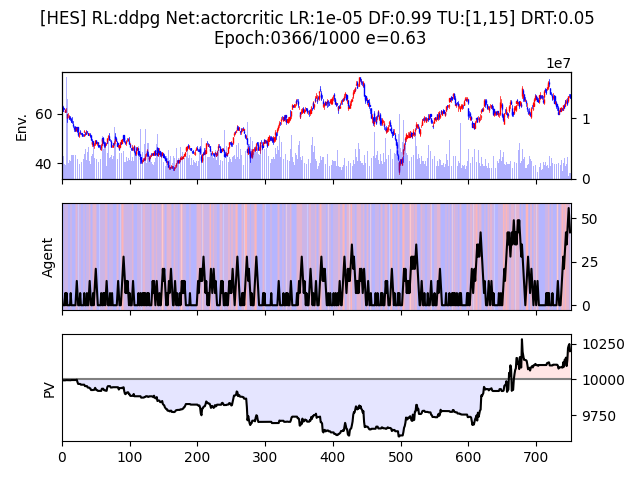 [HES] RL:ddpg Net:actorcritic LR:1e-05 DF:0.99 TU:[1,15] DRT:0.05
Epoch:0366/1000 e=0.63
1e7
Env.
60
40
1
0
Agent
50
25
0
PV
10250
10000
9750
0 100 200 300 400 500 600 700